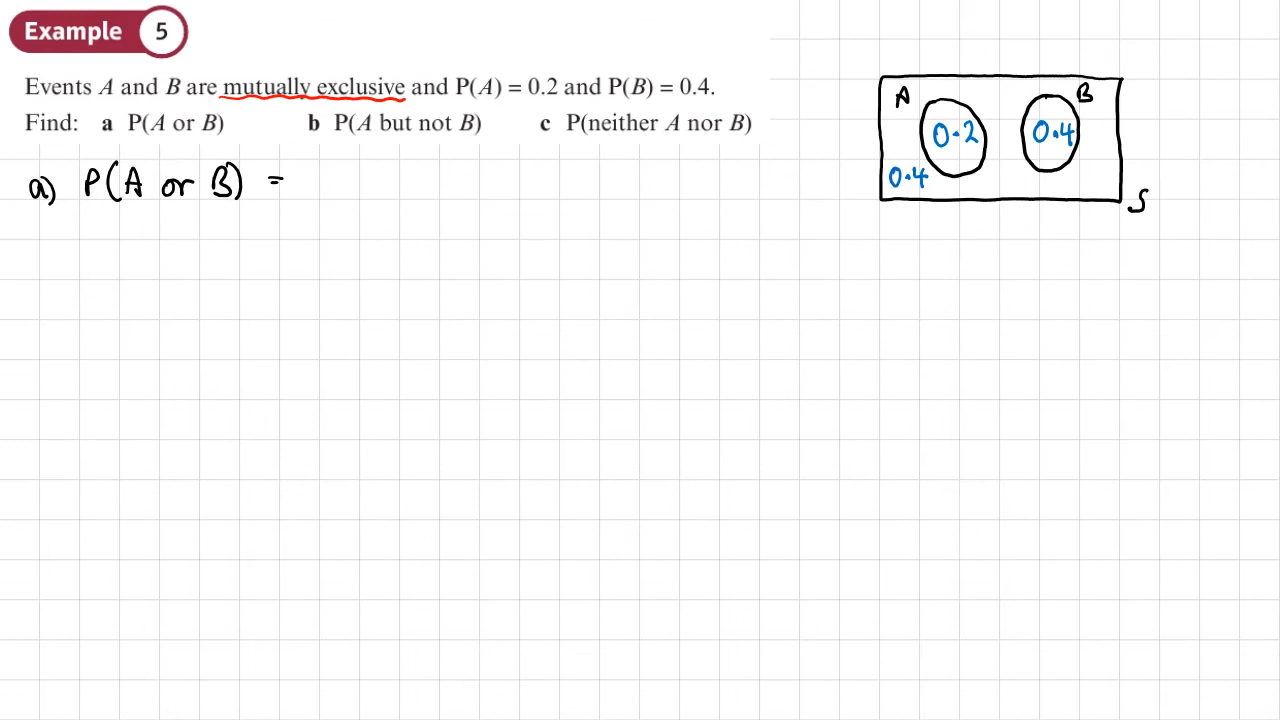 Example 5
Events A and B are mutually exclusive and P(A) = 0.2 and P(B) = 0.4.
Find: a P(A or B) b P(A but not B) c P(neither A nor B)
a) P(A or B) =
A B
0.2 0.4
0.4
S